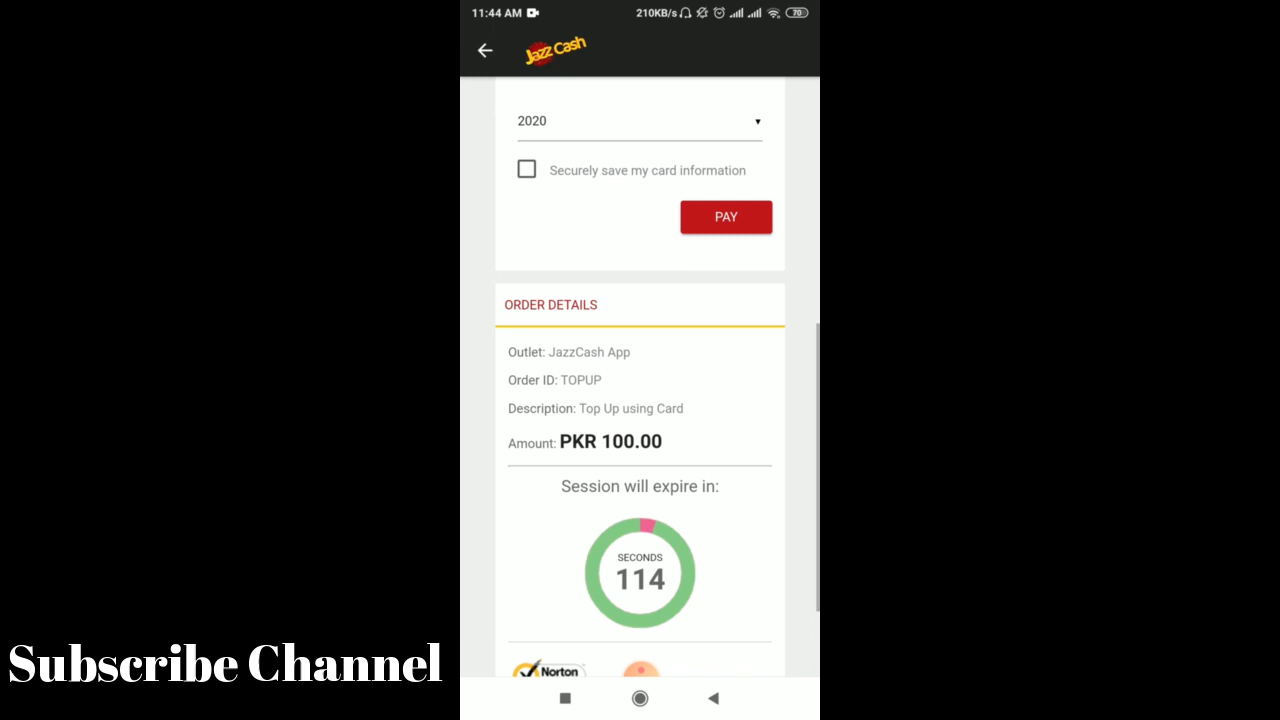 11:44 AM 210KB/s 70
Jazz Cash
2020
Securely save my card information
PAY
ORDER DETAILS
Outlet: JazzCash App
Order ID: TOPUP
Description: Top Up using Card
Amount: PKR 100.00
Session will expire in:
SECONDS
114
Subscribe Channel
Norton